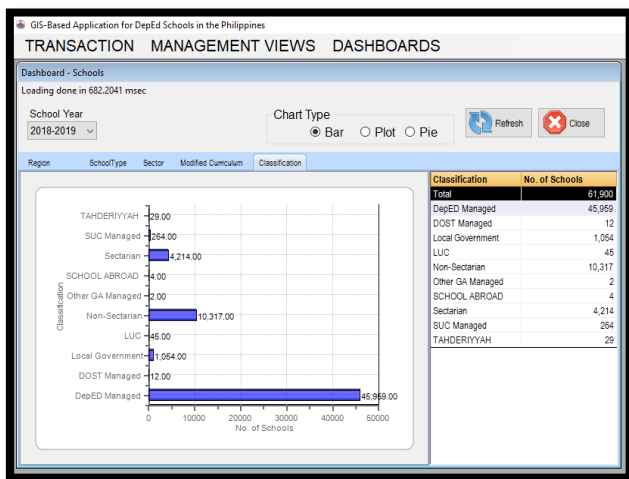 GIS-Based Application for DepEd Schools in the Philippines
TRANSACTION MANAGEMENT VIEWS DASHBOARDS
Dashboard - Schools
Loading done in 682.2041 msec
School Year
2018-2019
Chart Type
Bar Plot Pie
Refresh
Close
Region SchoolType Sector Modified Curriculum Classification
Classification
TAHDERIYYAH 29.00
SUC Managed 264.00
Sectarian 4,214.00
SCHOOL ABROAD 4.00
Other GA Managed 2.00
Non-Sectarian 10,317.00
LUC 45.00
Local Government 1,054.00
DOST Managed 12.00
DepED Managed 45,959.00
0 10000 20000 30000 40000 50000
No. of Schools
Classification No. of Schools
Total 61,900
DepED Managed 45,959
DOST Managed 12
Local Government 1,054
LUC 45
Non-Sectarian 10,317
Other GA Managed 2
SCHOOL ABROAD 4
Sectarian 4,214
SUC Managed 264
TAHDERIYYAH 29